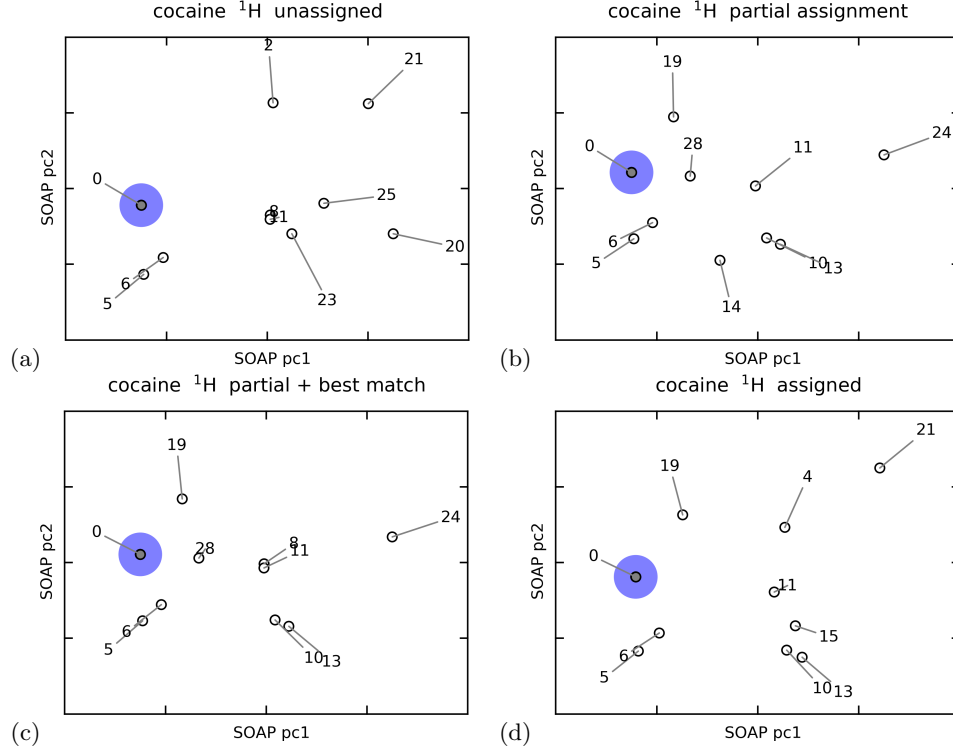 cocaine ¹H unassigned
2
21
0
25
8
11
20
6
5
23
SOAP pc2
SOAP pc1
(a)
cocaine ¹H partial assignment
19
24
0
28
11
6
5
10
13
14
SOAP pc2
(b)
cocaine ¹H partial + best match
19
24
0
28
8
11
6
5
10
13
SOAP pc2
SOAP pc1
(c)
cocaine ¹H assigned
21
19
4
0
11
15
6
5
10
13
SOAP pc2
SOAP pc1
(d)